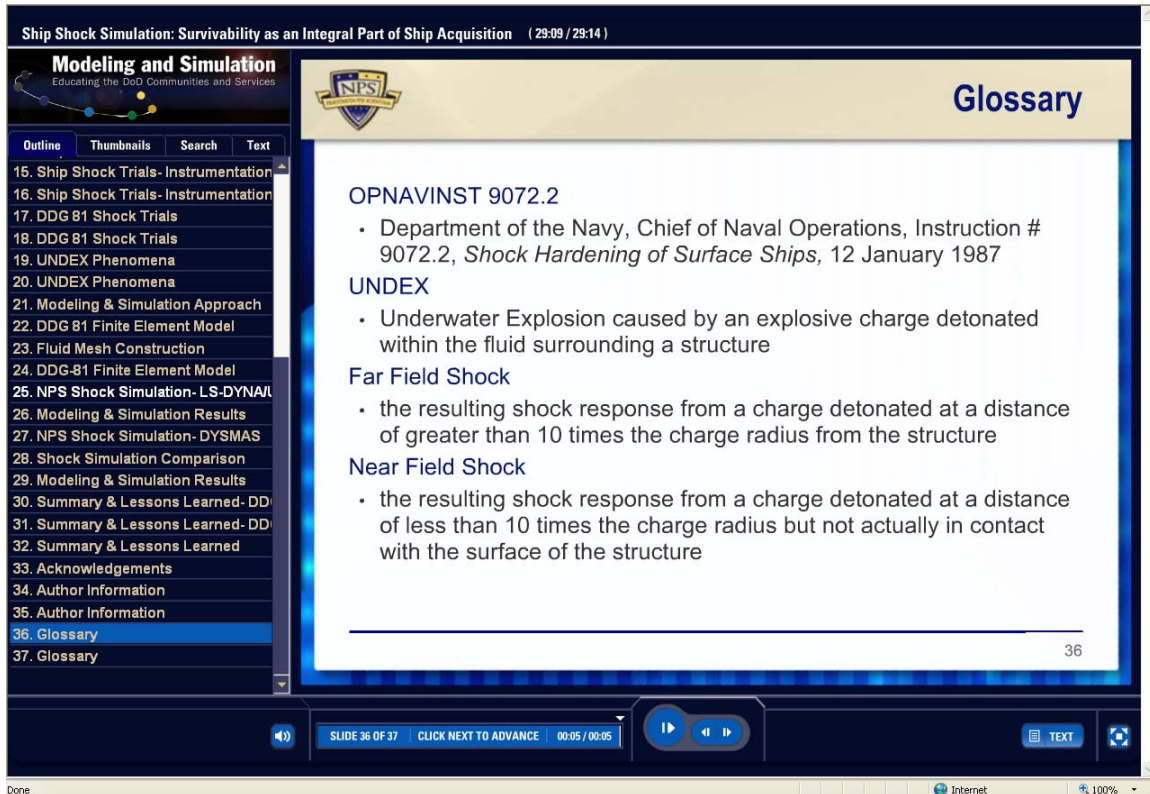 Ship Shock Simulation: Survivability as an Integral Part of Ship Acquisition ( 29:09 / 29:14 )
Modeling and Simulation
Educating the DoD Communities and Services
Outline Thumbnails Search Text
15. Ship Shock Trials- Instrumentation
16. Ship Shock Trials- Instrumentation
17. DDG 81 Shock Trials
18. DDG 81 Shock Trials
19. UNDEX Phenomena
20. UNDEX Phenomena
21. Modeling & Simulation Approach
22. DDG 81 Finite Element Model
23. Fluid Mesh Construction
24. DDG-81 Finite Element Model
25. NPS Shock Simulation- LS-DYNA/
26. Modeling & Simulation Results
27. NPS Shock Simulation- DYSMAS
28. Shock Simulation Comparison
29. Modeling & Simulation Results
30. Summary & Lessons Learned- DD
31. Summary & Lessons Learned- DD
32. Summary & Lessons Learned
33. Acknowledgements
34. Author Information
35. Author Information
36. Glossary
37. Glossary
NPS
Glossary
OPNAVINST 9072.2
• Department of the Navy, Chief of Naval Operations, Instruction #
9072.2, Shock Hardening of Surface Ships, 12 January 1987
UNDEX
• Underwater Explosion caused by an explosive charge detonated
within the fluid surrounding a structure
Far Field Shock
• the resulting shock response from a charge detonated at a distance
of greater than 10 times the charge radius from the structure
Near Field Shock
• the resulting shock response from a charge detonated at a distance
of less than 10 times the charge radius but not actually in contact
with the surface of the structure
36
SLIDE 36 OF 37 CLICK NEXT TO ADVANCE 00:05 / 00:05
TEXT
Done
Internet
100%